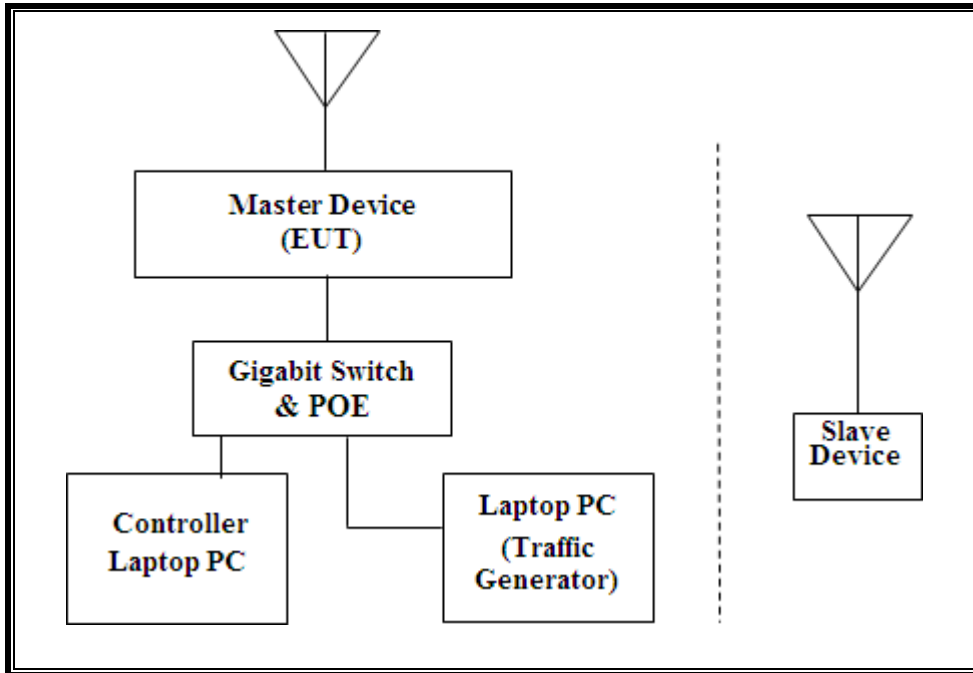 Master Device
(EUT)
Gigabit Switch
& POE
Controller
Laptop PC
Laptop PC
(Traffic
Generator)
Slave
Device